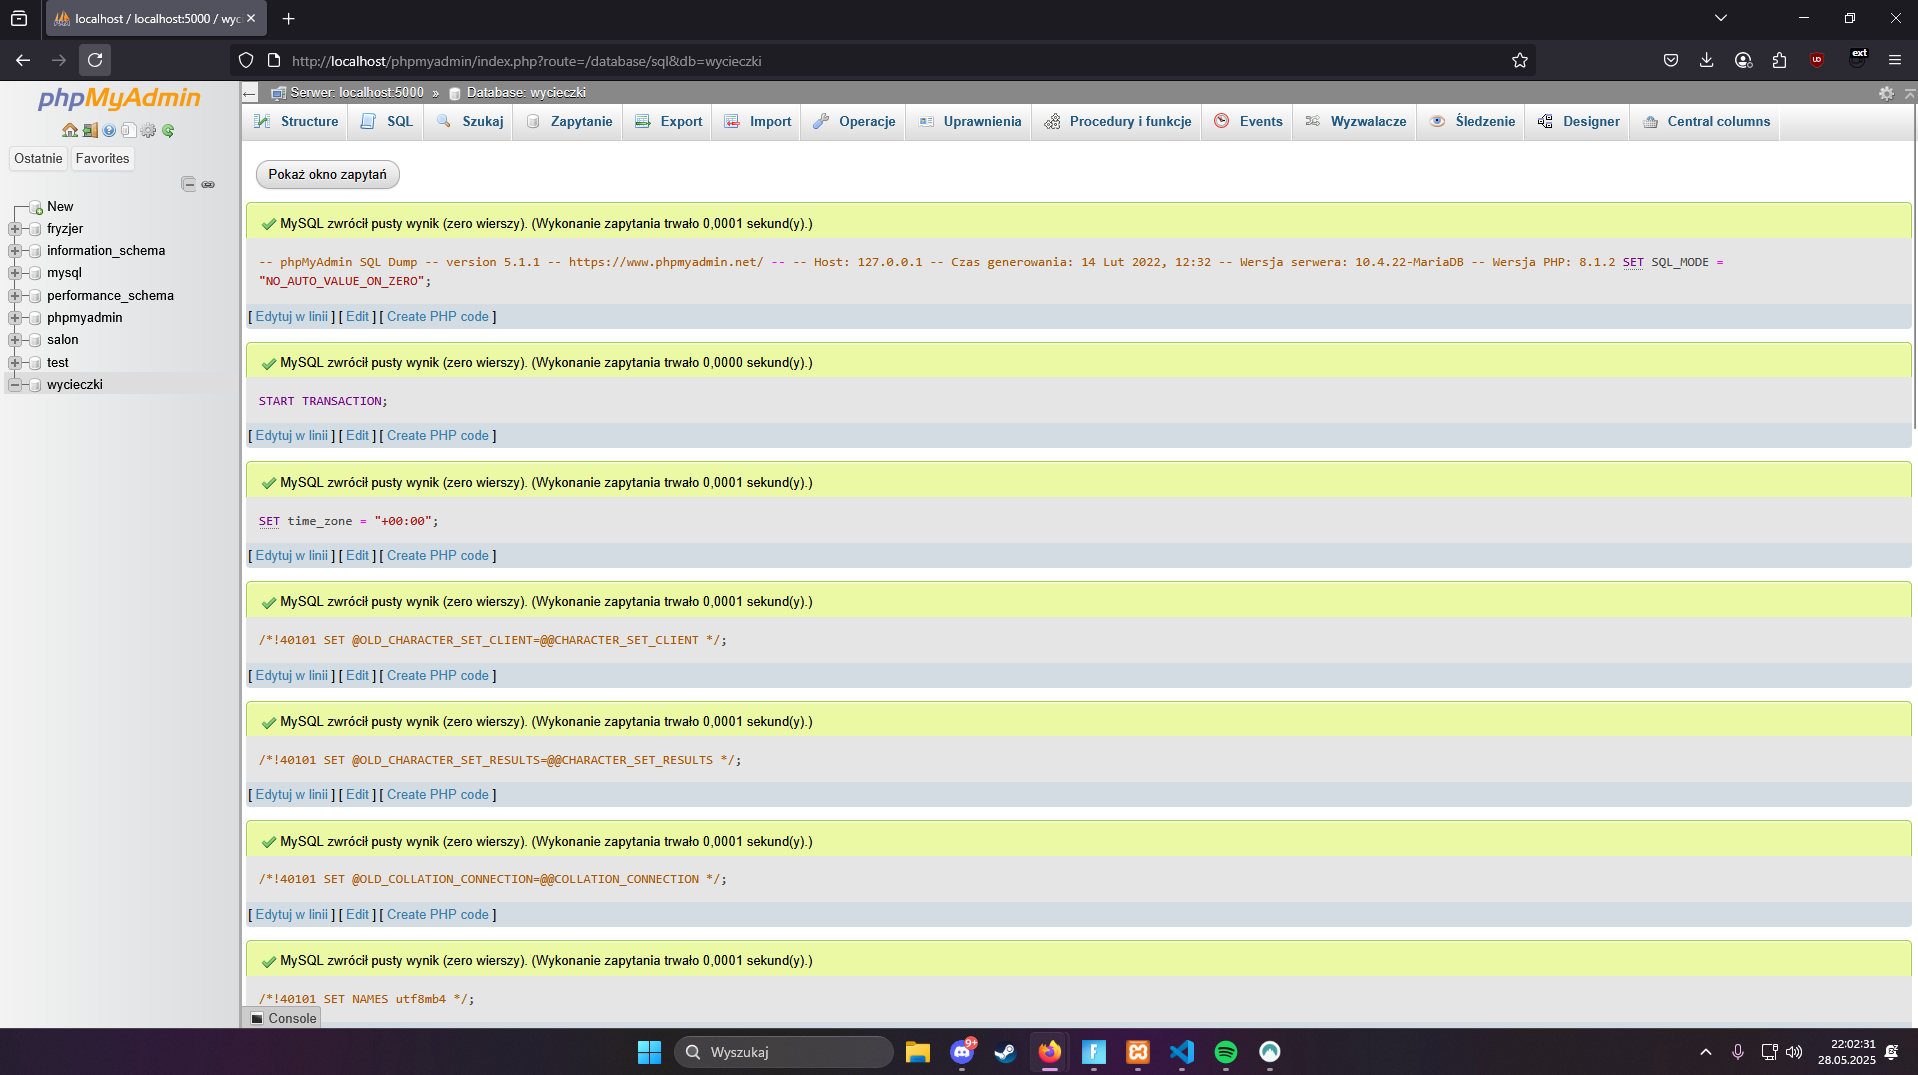 localhost / localhost:5000 / wyc
http://localhost/phpmyadmin/index.php?route=/database/sql&db=wycieczki
ext
phpMyAdmin
Ostatnie Favorites
New
fryzjer
information_schema
mysql
performance_schema
phpmyadmin
salon
test
wycieczki
Serwer: localhost:5000 » Database: wycieczki
Structure SQL Szukaj Zapytanie Export Import Operacje Uprawnienia Procedury i funkcje Events Wyzwalacze Śledzenie Designer Central columns
Pokaż okno zapytań
MySQL zwrócił pusty wynik (zero wierszy). (Wykonanie zapytania trwało 0,0001 sekund(y).)
-- phpMyAdmin SQL Dump -- version 5.1.1 -- https://www.phpmyadmin.net/ -- -- Host: 127.0.0.1 -- Czas generowania: 14 Lut 2022, 12:32 -- Wersja serwera: 10.4.22-MariaDB -- Wersja PHP: 8.1.2 SET SQL_MODE =
"NO_AUTO_VALUE_ON_ZERO";
[ Edytuj w linii ] [ Edit ] [ Create PHP code ]
MySQL zwrócił pusty wynik (zero wierszy). (Wykonanie zapytania trwało 0,0000 sekund(y).)
START TRANSACTION;
[ Edytuj w linii ] [ Edit ] [ Create PHP code ]
MySQL zwrócił pusty wynik (zero wierszy). (Wykonanie zapytania trwało 0,0001 sekund(y).)
SET time_zone = "+00:00";
[ Edytuj w linii ] [ Edit ] [ Create PHP code ]
MySQL zwrócił pusty wynik (zero wierszy). (Wykonanie zapytania trwało 0,0001 sekund(y).)
/*!40101 SET @OLD_CHARACTER_SET_CLIENT=@@CHARACTER_SET_CLIENT */;
[ Edytuj w linii ] [ Edit ] [ Create PHP code ]
MySQL zwrócił pusty wynik (zero wierszy). (Wykonanie zapytania trwało 0,0001 sekund(y).)
/*!40101 SET @OLD_CHARACTER_SET_RESULTS=@@CHARACTER_SET_RESULTS */;
[ Edytuj w linii ] [ Edit ] [ Create PHP code ]
MySQL zwrócił pusty wynik (zero wierszy). (Wykonanie zapytania trwało 0,0001 sekund(y).)
/*!40101 SET @OLD_COLLATION_CONNECTION=@@COLLATION_CONNECTION */;
[ Edytuj w linii ] [ Edit ] [ Create PHP code ]
MySQL zwrócił pusty wynik (zero wierszy). (Wykonanie zapytania trwało 0,0001 sekund(y).)
/*!40101 SET NAMES utf8mb4 */;
Console
Wyszukaj
9+
22:02:31
28.05.2025